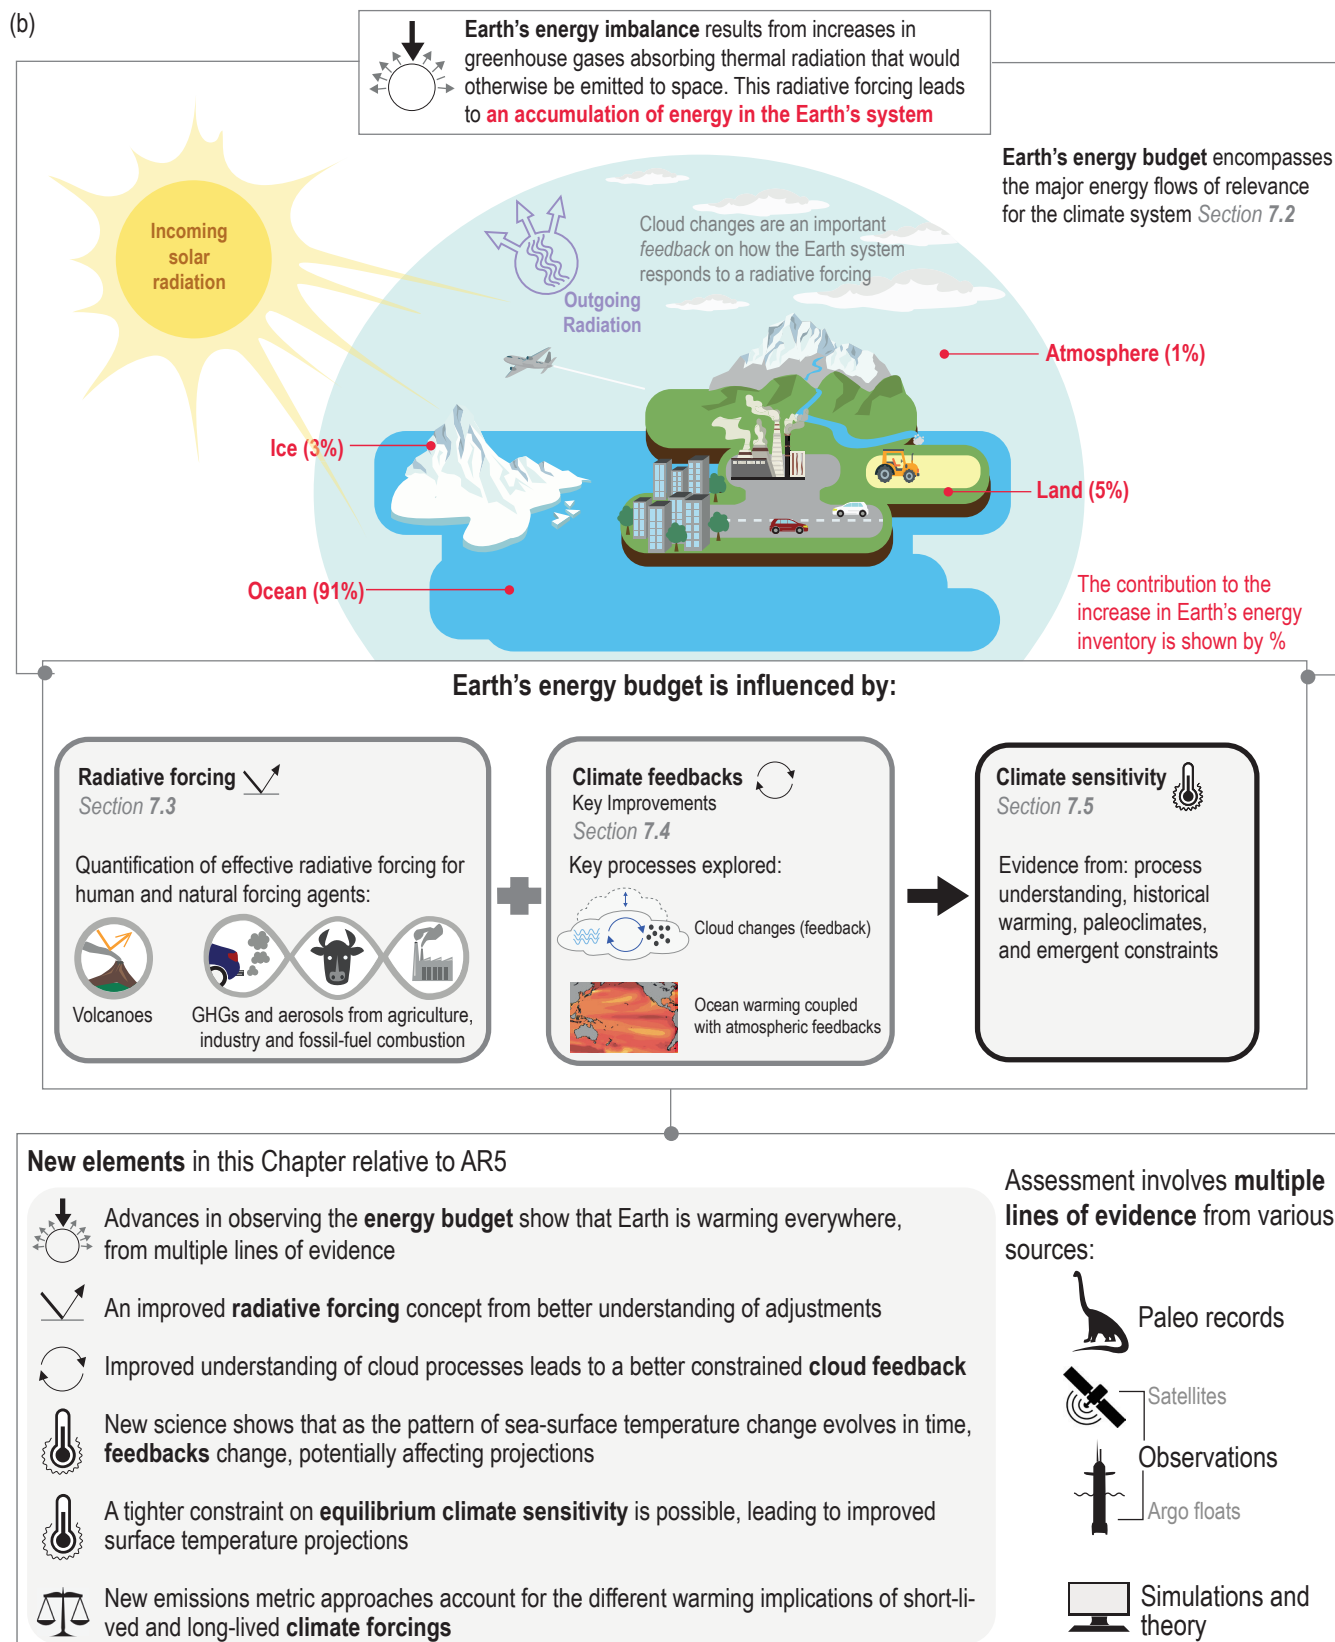 (b)
Earth's energy imbalance results from increases in
greenhouse gases absorbing thermal radiation that would
otherwise be emitted to space. This radiative forcing leads
to an accumulation of energy in the Earth's system
Earth's energy budget encompasses
the major energy flows of relevance
for the climate system Section 7.2
Incoming
solar
radiation
Cloud changes are an important
feedback on how the Earth system
responds to a radiative forcing
Outgoing
Radiation
Atmosphere (1%)
Ice (3%)
Land (5%)
Ocean (91%)
The contribution to the
increase in Earth's energy
inventory is shown by %
Earth's energy budget is influenced by:
Radiative forcing
Section 7.3
Quantification of effective radiative forcing for
human and natural forcing agents:
Volcanoes
GHGs and aerosols from agriculture,
industry and fossil-fuel combustion
Climate feedbacks
Key Improvements
Section 7.4
Key processes explored:
Cloud changes (feedback)
Ocean warming coupled
with atmospheric feedbacks
Climate sensitivity
Section 7.5
Evidence from: process
understanding, historical
warming, paleoclimates,
and emergent constraints
New elements in this Chapter relative to AR5
Advances in observing the energy budget show that Earth is warming everywhere,
from multiple lines of evidence
An improved radiative forcing concept from better understanding of adjustments
Improved understanding of cloud processes leads to a better constrained cloud feedback
New science shows that as the pattern of sea-surface temperature change evolves in time,
feedbacks change, potentially affecting projections
A tighter constraint on equilibrium climate sensitivity is possible, leading to improved
surface temperature projections
New emissions metric approaches account for the different warming implications of short-li-
ved and long-lived climate forcings
Assessment involves multiple
lines of evidence from various
sources:
Paleo records
Satellites
Observations
Argo floats
Simulations and
theory